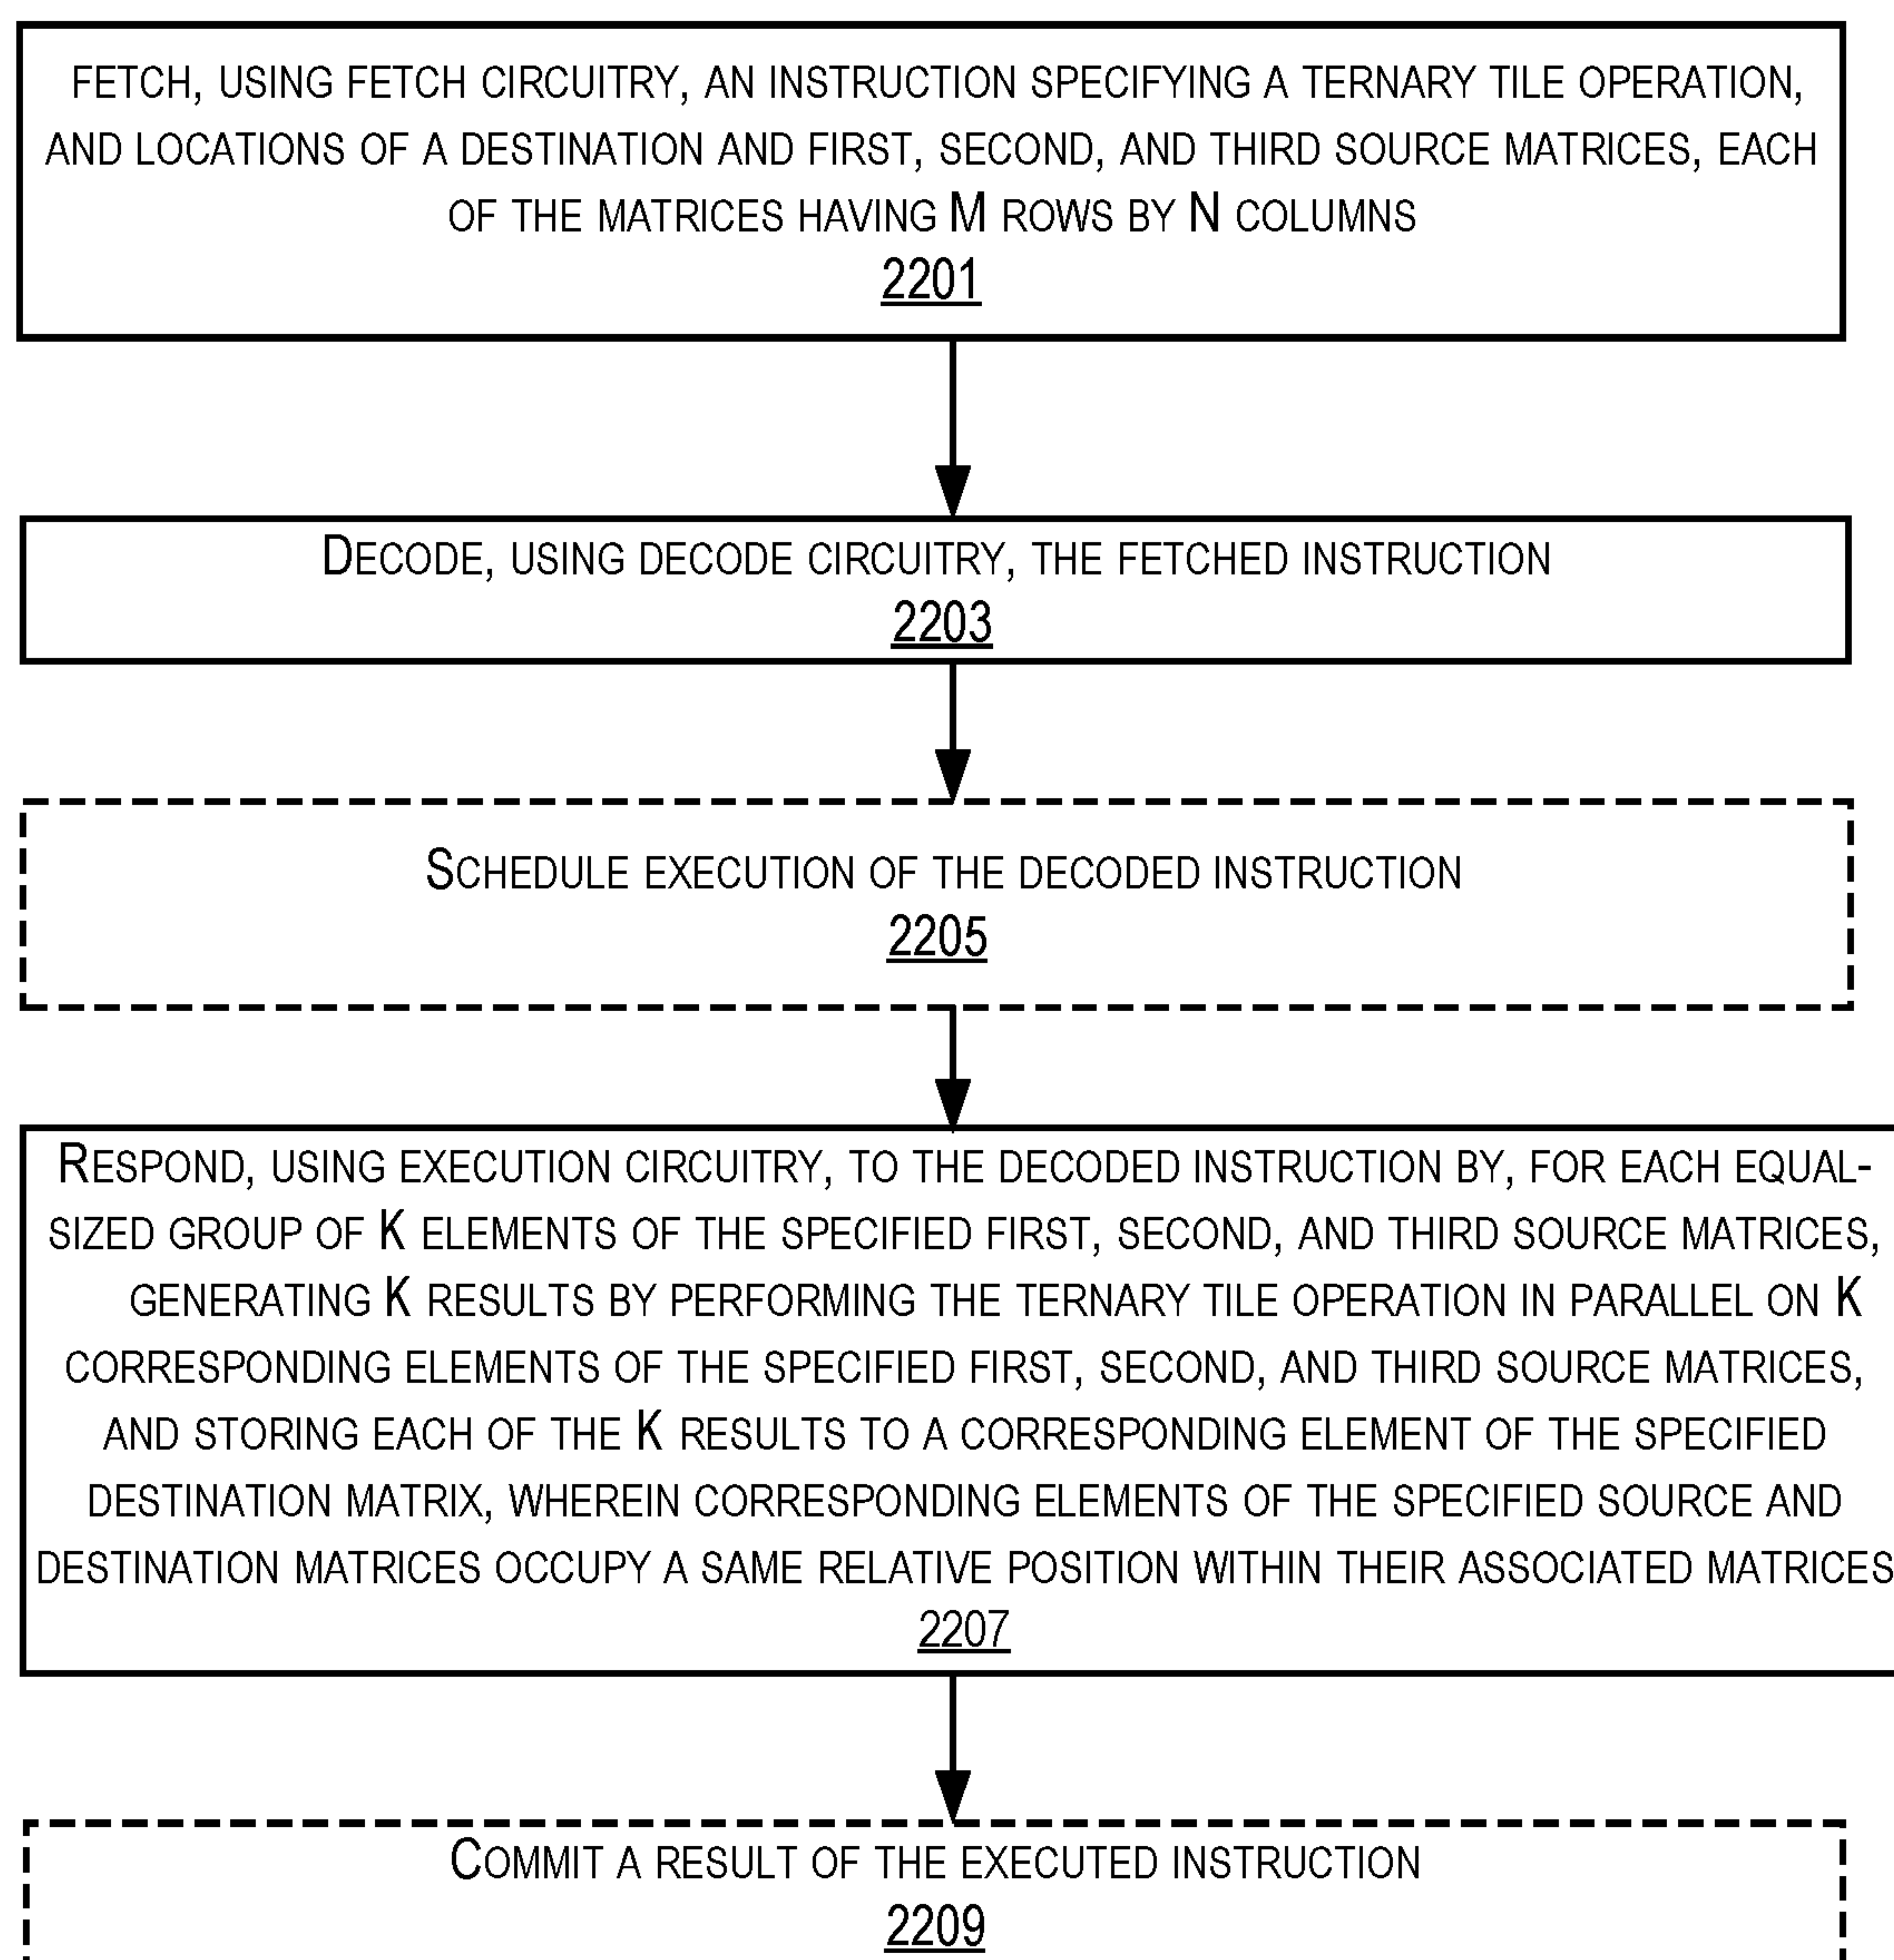 FETCH, USING FETCH CIRCUITRY, AN INSTRUCTION SPECIFYING A TERNARY TILE OPERATION,
AND LOCATIONS OF A DESTINATION AND FIRST, SECOND, AND THIRD SOURCE MATRICES, EACH
OF THE MATRICES HAVING M ROWS BY N COLUMNS
2201
DECODE, USING DECODE CIRCUITRY, THE FETCHED INSTRUCTION
2203
SCHEDULE EXECUTION OF THE DECODED INSTRUCTION
2205
RESPOND, USING EXECUTION CIRCUITRY, TO THE DECODED INSTRUCTION BY, FOR EACH EQUAL-
SIZED GROUP OF K ELEMENTS OF THE SPECIFIED FIRST, SECOND, AND THIRD SOURCE MATRICES,
GENERATING K RESULTS BY PERFORMING THE TERNARY TILE OPERATION IN PARALLEL ON K
CORRESPONDING ELEMENTS OF THE SPECIFIED FIRST, SECOND, AND THIRD SOURCE MATRICES,
AND STORING EACH OF THE K RESULTS TO A CORRESPONDING ELEMENT OF THE SPECIFIED
DESTINATION MATRIX, WHEREIN CORRESPONDING ELEMENTS OF THE SPECIFIED SOURCE AND
DESTINATION MATRICES OCCUPY A SAME RELATIVE POSITION WITHIN THEIR ASSOCIATED MATRICES
2207
COMMIT A RESULT OF THE EXECUTED INSTRUCTION
2209